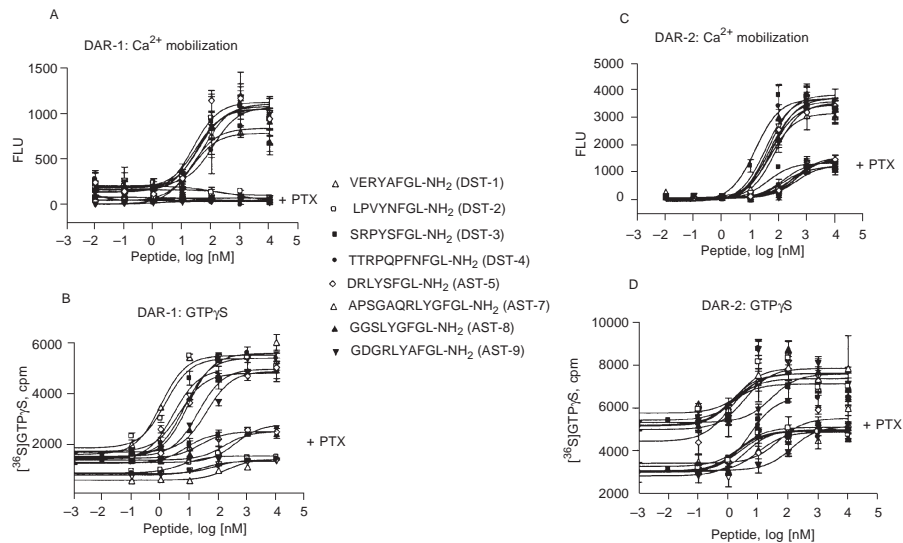 A
DAR-1: Ca2+ mobilization
1500
1000
500
0
FLU
+ PTX
–3 –2 –1 0 1 2 3 4 5
Peptide, log [nM]
B
DAR-1: GTPγS
6000
4000
2000
[36S]GTPγS, cpm
+ PTX
–3 –2 –1 0 1 2 3 4 5
Peptide, log [nM]
VERYAFGL-NH2 (DST-1)
LPVYNFGL-NH2 (DST-2)
SRPYSFGL-NH2 (DST-3)
TTRPQPFNFGL-NH2 (DST-4)
DRLYSFGL-NH2 (AST-5)
APSGAQRLYGFGL-NH2 (AST-7)
GGSLYGFGL-NH2 (AST-8)
GDGRLYAFGL-NH2 (AST-9)
C
DAR-2: Ca2+ mobilization
5000
4000
3000
2000
1000
0
FLU
+ PTX
–3 –2 –1 0 1 2 3 4 5
Peptide, log [nM]
D
DAR-2: GTPγS
10000
8000
6000
4000
2000
[36S]GTPγS, cpm
+ PTX
–3 –2 –1 0 1 2 3 4 5
Peptide, log [nM]